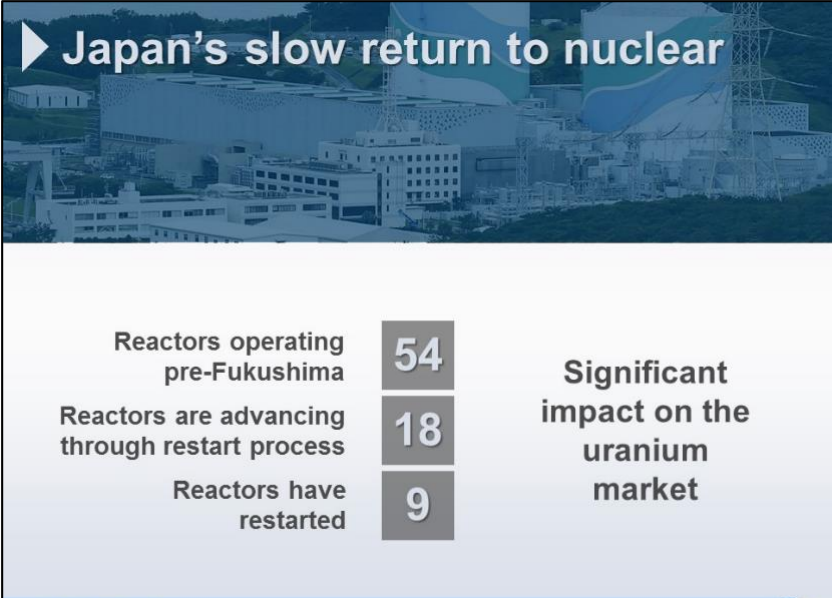 Japan's slow return to nuclear
Reactors operating
pre-Fukushima
54
Reactors are advancing
through restart process
18
Reactors have
restarted
9
Significant
impact on the
uranium
market